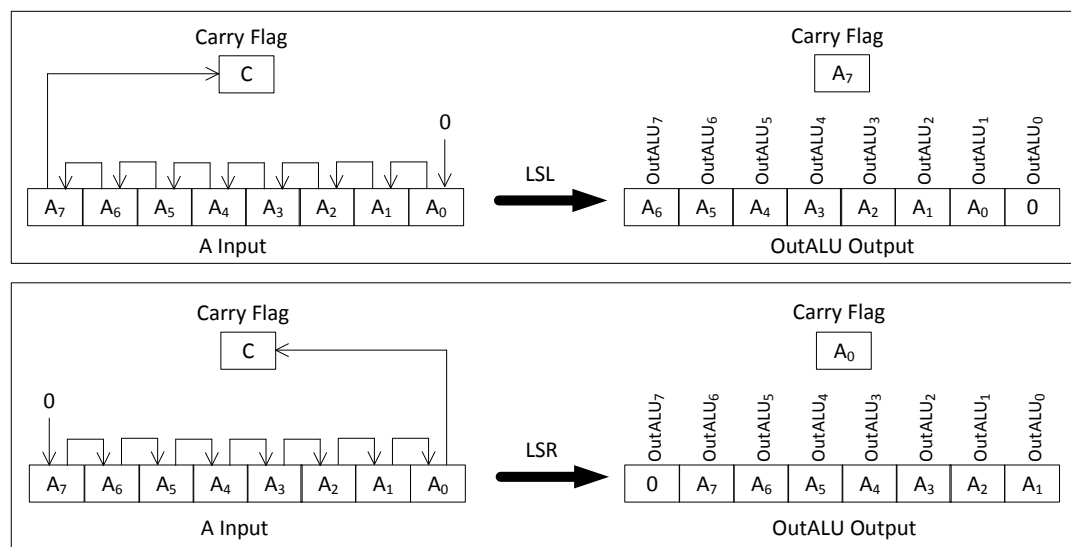 Carry Flag
C
0
A7 A6 A5 A4 A3 A2 A1 A0
A Input
LSL
Carry Flag
A7
OutALU7 OutALU6 OutALU5 OutALU4 OutALU3 OutALU2 OutALU1 OutALU0
A6 A5 A4 A3 A2 A1 A0 0
OutALU Output
Carry Flag
C
0
A7 A6 A5 A4 A3 A2 A1 A0
A Input
LSR
Carry Flag
A0
OutALU7 OutALU6 OutALU5 OutALU4 OutALU3 OutALU2 OutALU1 OutALU0
0 A7 A6 A5 A4 A3 A2 A1
OutALU Output